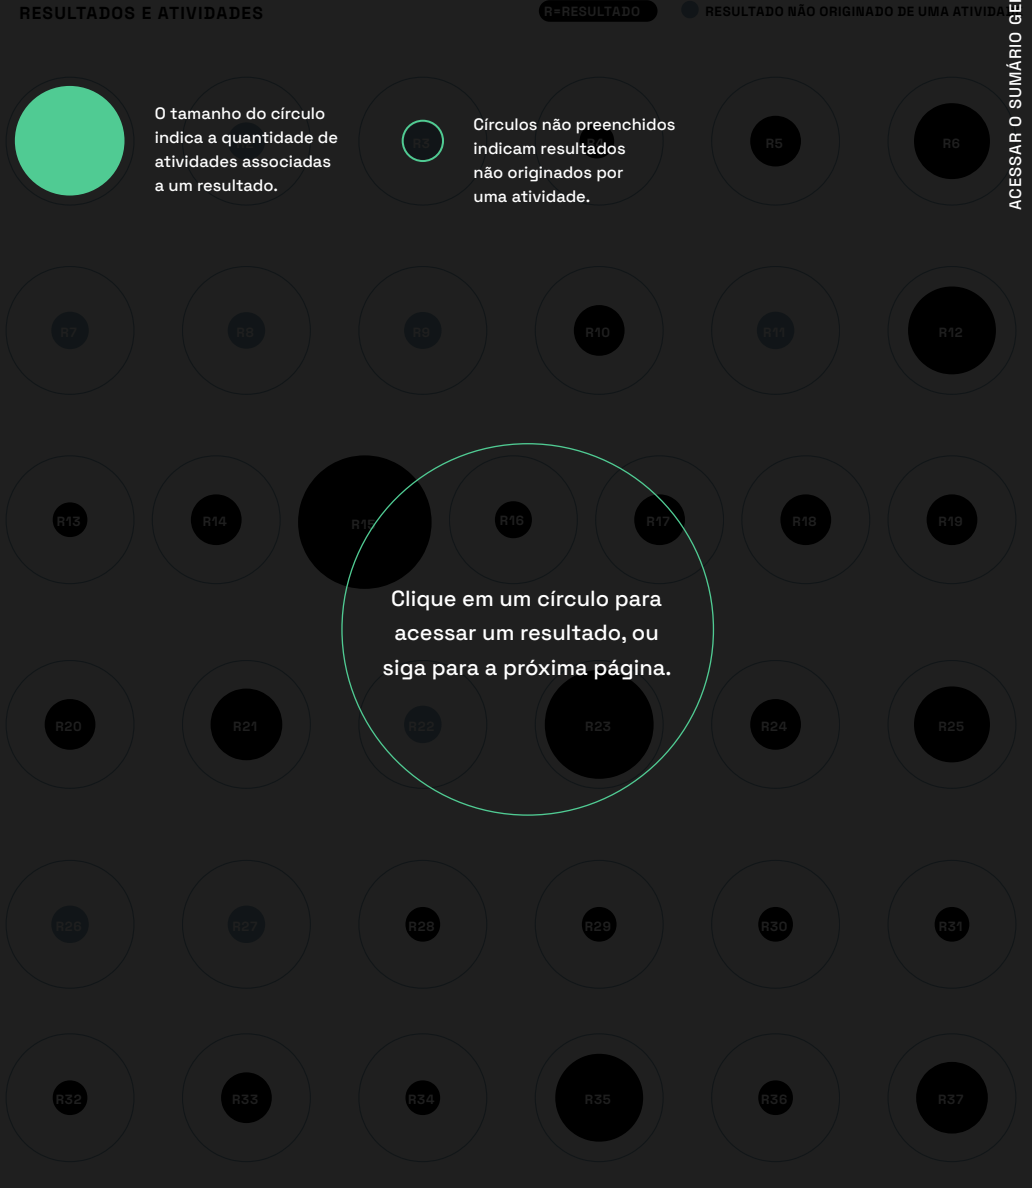 RESULTADOS E ATIVIDADES
R=RESULTADO
RESULTADO NÃO ORIGINADO DE UMA
ACESSAR O SUMÁRIO
O tamanho do círculo
indica a quantidade de
atividades associadas
a um resultado.
Círculos não preenchidos
indicam resultados
não originados por
uma atividade.
R3
R5
R6
R7
R8
R9
R10
R11
R12
R13
R14
R15
R16
R17
R18
R19
Clique em um círculo para
acessar um resultado, ou
siga para a próxima página.
R20
R21
R22
R23
R24
R25
R26
R27
R28
R29
R30
R31
R32
R33
R34
R35
R36
R37